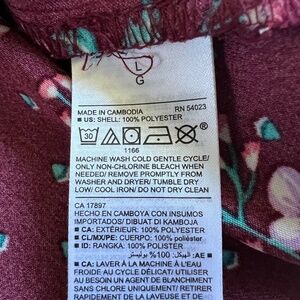 L
G
MADE IN CAMBODIA RN 54023
■ US: SHELL: 100% POLYESTER
30
1166
MACHINE WASH COLD GENTLE CYCLE/
ONLY NON-CHLORINE BLEACH WHEN
NEEDED/ REMOVE PROMPTLY FROM
WASHER AND DRYER/ TUMBLE DRY
LOW/ COOL IRON/ DO NOT DRY CLEAN
CA 17897
HECHO EN CAMBOYA CON INSUMOS
IMPORTADOS/ DIBUAT DI KAMBOJA
■ CA: EXTÉRIEUR: 100% POLYESTER
■ CL/MX/PE: CUERPO: 100% poliéster
■ ID: RANGKA: 100% POLIESTER
■ AE: الهيكل: 100% بوليستر
■ CA: LAVER À LA MACHINE À L'EAU
FROIDE AU CYCLE DÉLICAT/ UTILISER
AU BESOIN UN AGENT DE BLANCHIMENT
SANS CHLORE UNIQUEMENT/ RETIRER
RAPIDEMENT DE LA LAVEUSE ET DE